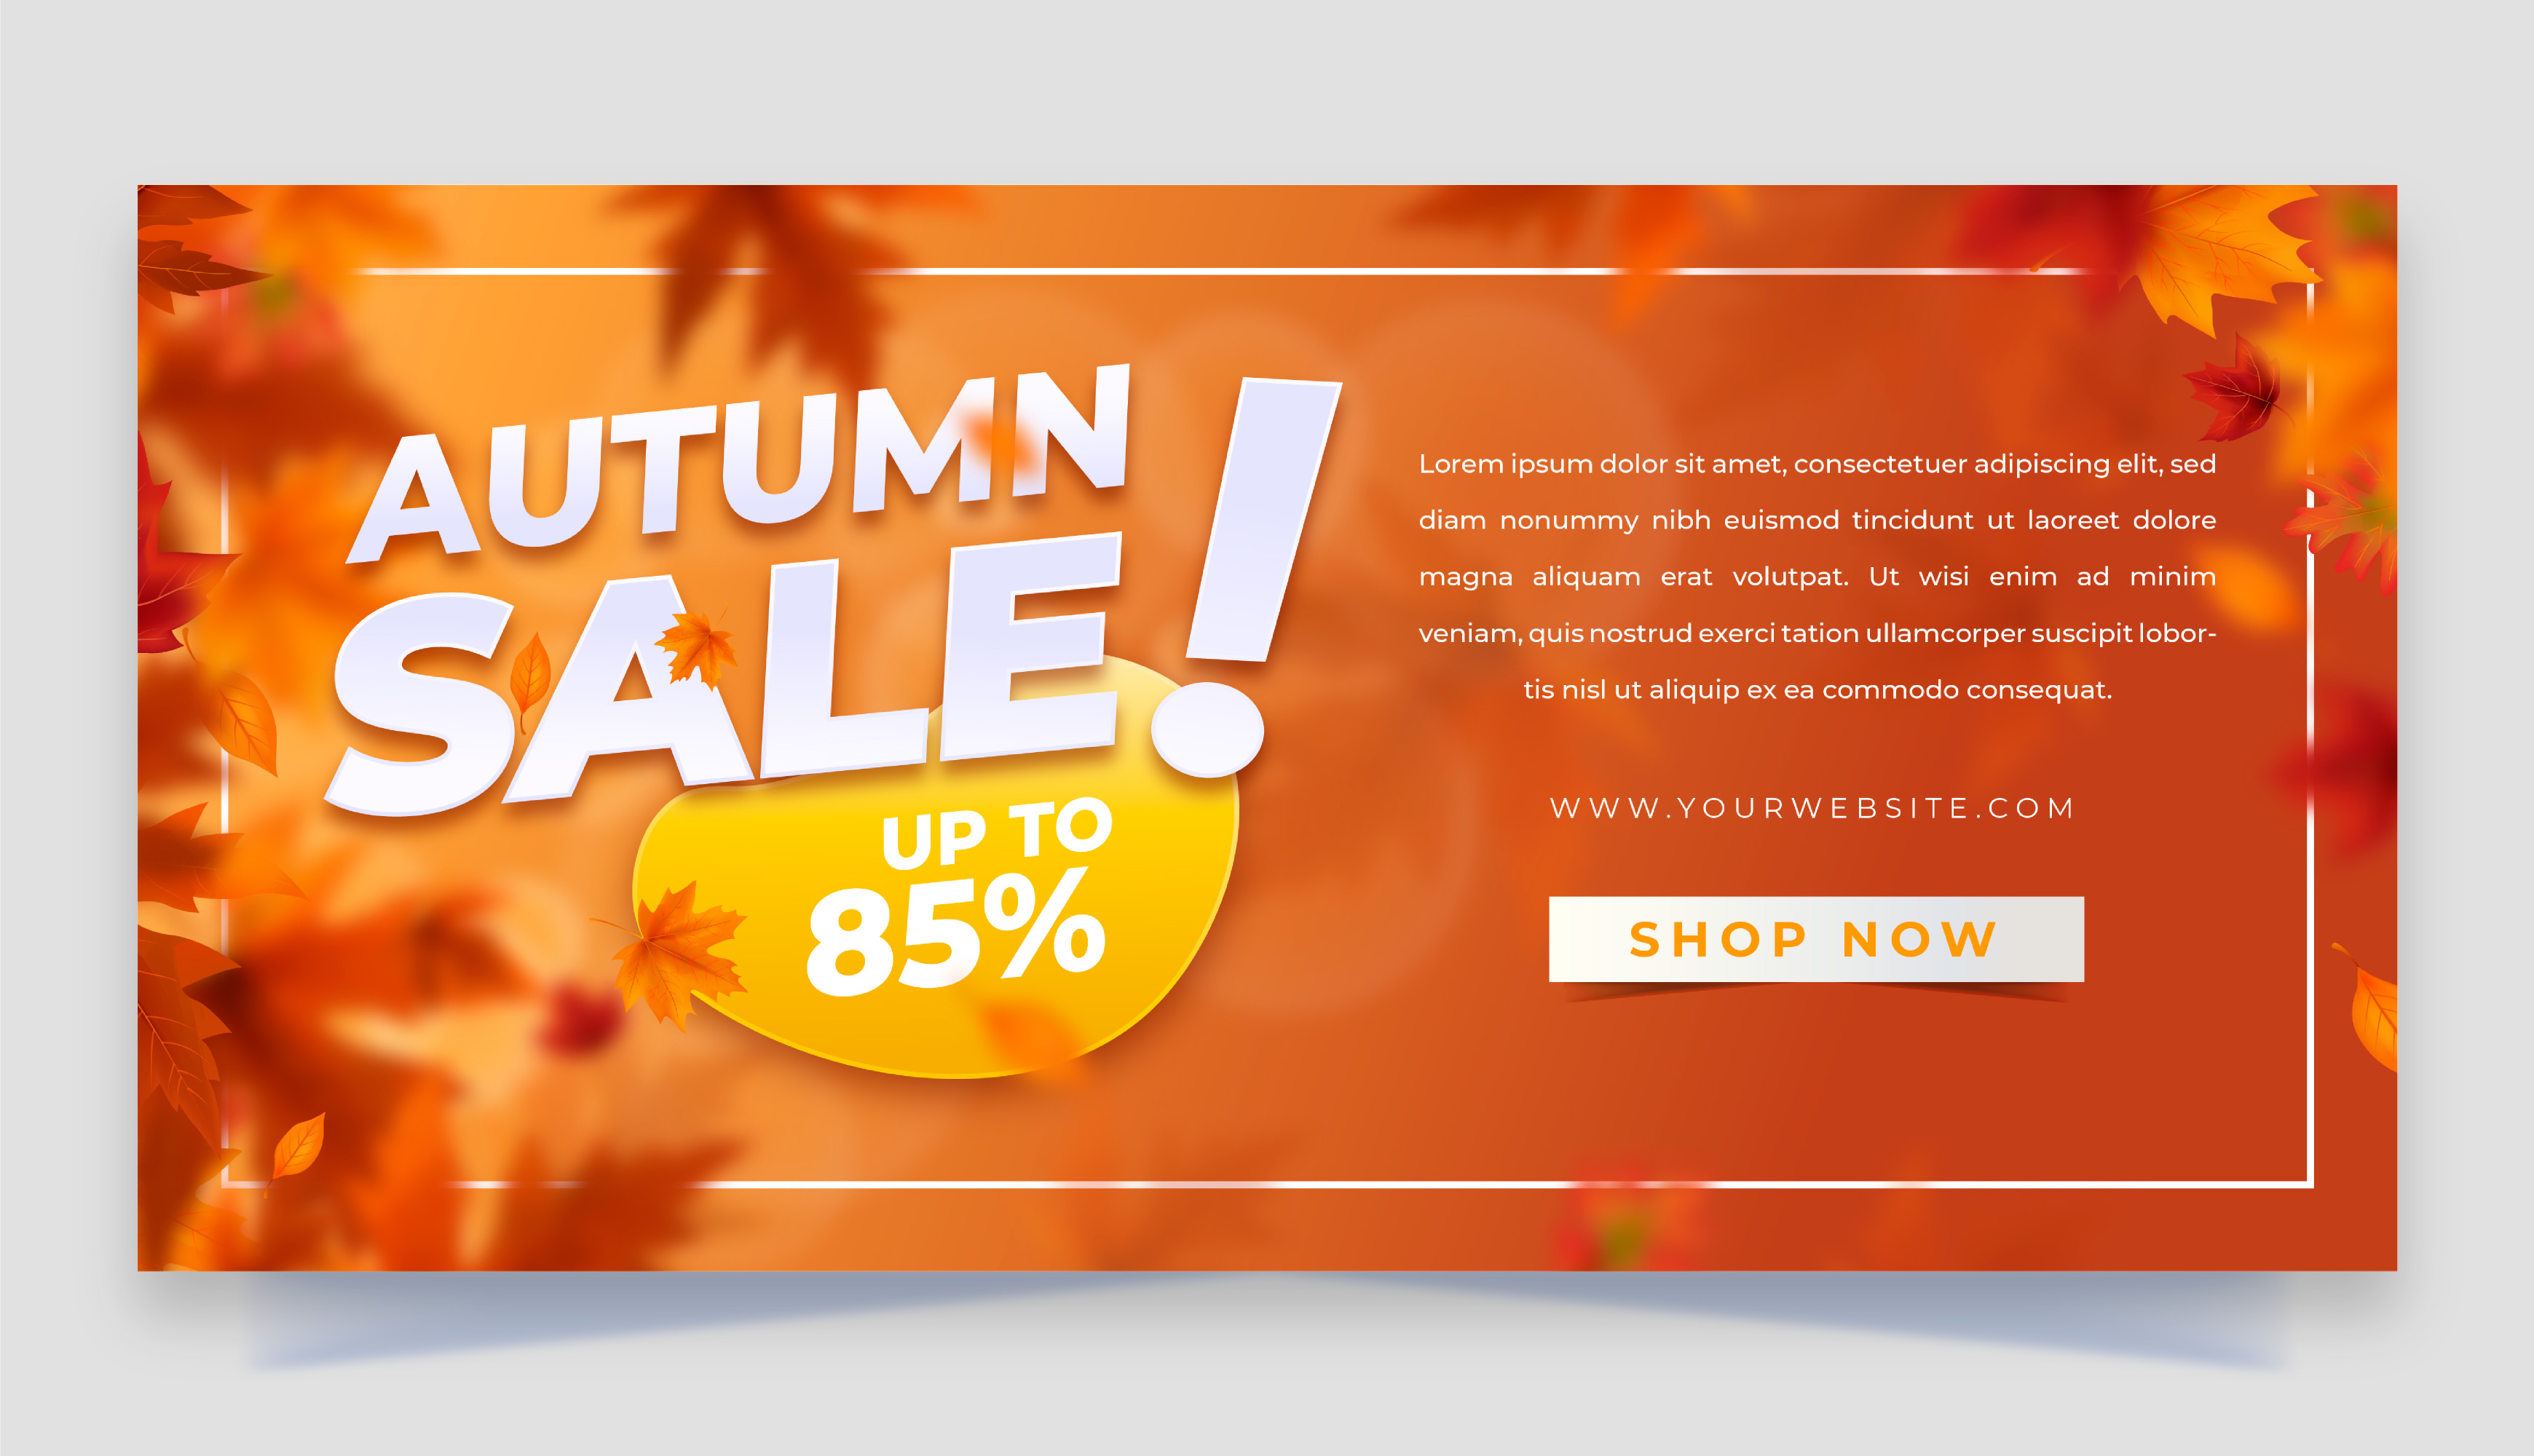 AUTUMN
SALE!
UP TO
85%
Lorem ipsum dolor sit amet, consectetuer adipiscing elit, sed
diam nonummy nibh euismod tincidunt ut laoreet dolore
magna aliquam erat volutpat. Ut wisi enim ad minim
veniam, quis nostrud exerci tation ullamcorper suscipit lobor-
tis nisl ut aliquip ex ea commodo consequat.
WWW.YOURWEBSITE.COM
SHOP NOW